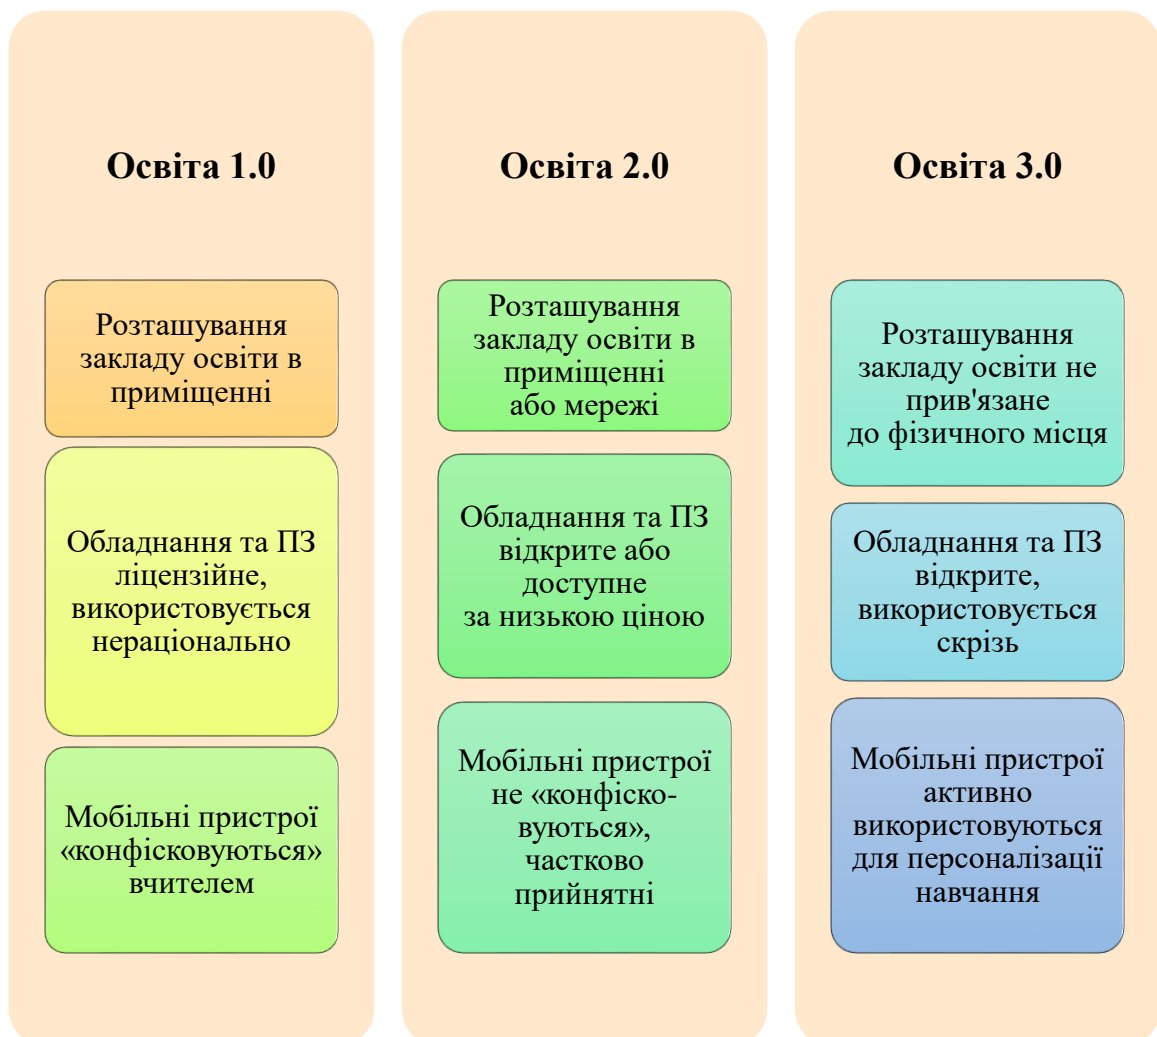 Освіта 1.0
Розташування
закладу освіти в
приміщенні
Обладнання та ПЗ
ліцензійне,
використовується
нераціонально
Мобільні пристрої
«конфісковуються»
вчителем
Освіта 2.0
Розташування
закладу освіти в
приміщенні
або мережі
Обладнання та ПЗ
відкрите або
доступне
за низькою ціною
Мобільні пристрої
не «конфіско-
вуються»,
частково
прийнятні
Освіта 3.0
Розташування
закладу освіти не
прив'язане
до фізичного місця
Обладнання та ПЗ
відкрите,
використовується
скрізь
Мобільні пристрої
активно
використовуються
для персоналізації
навчання